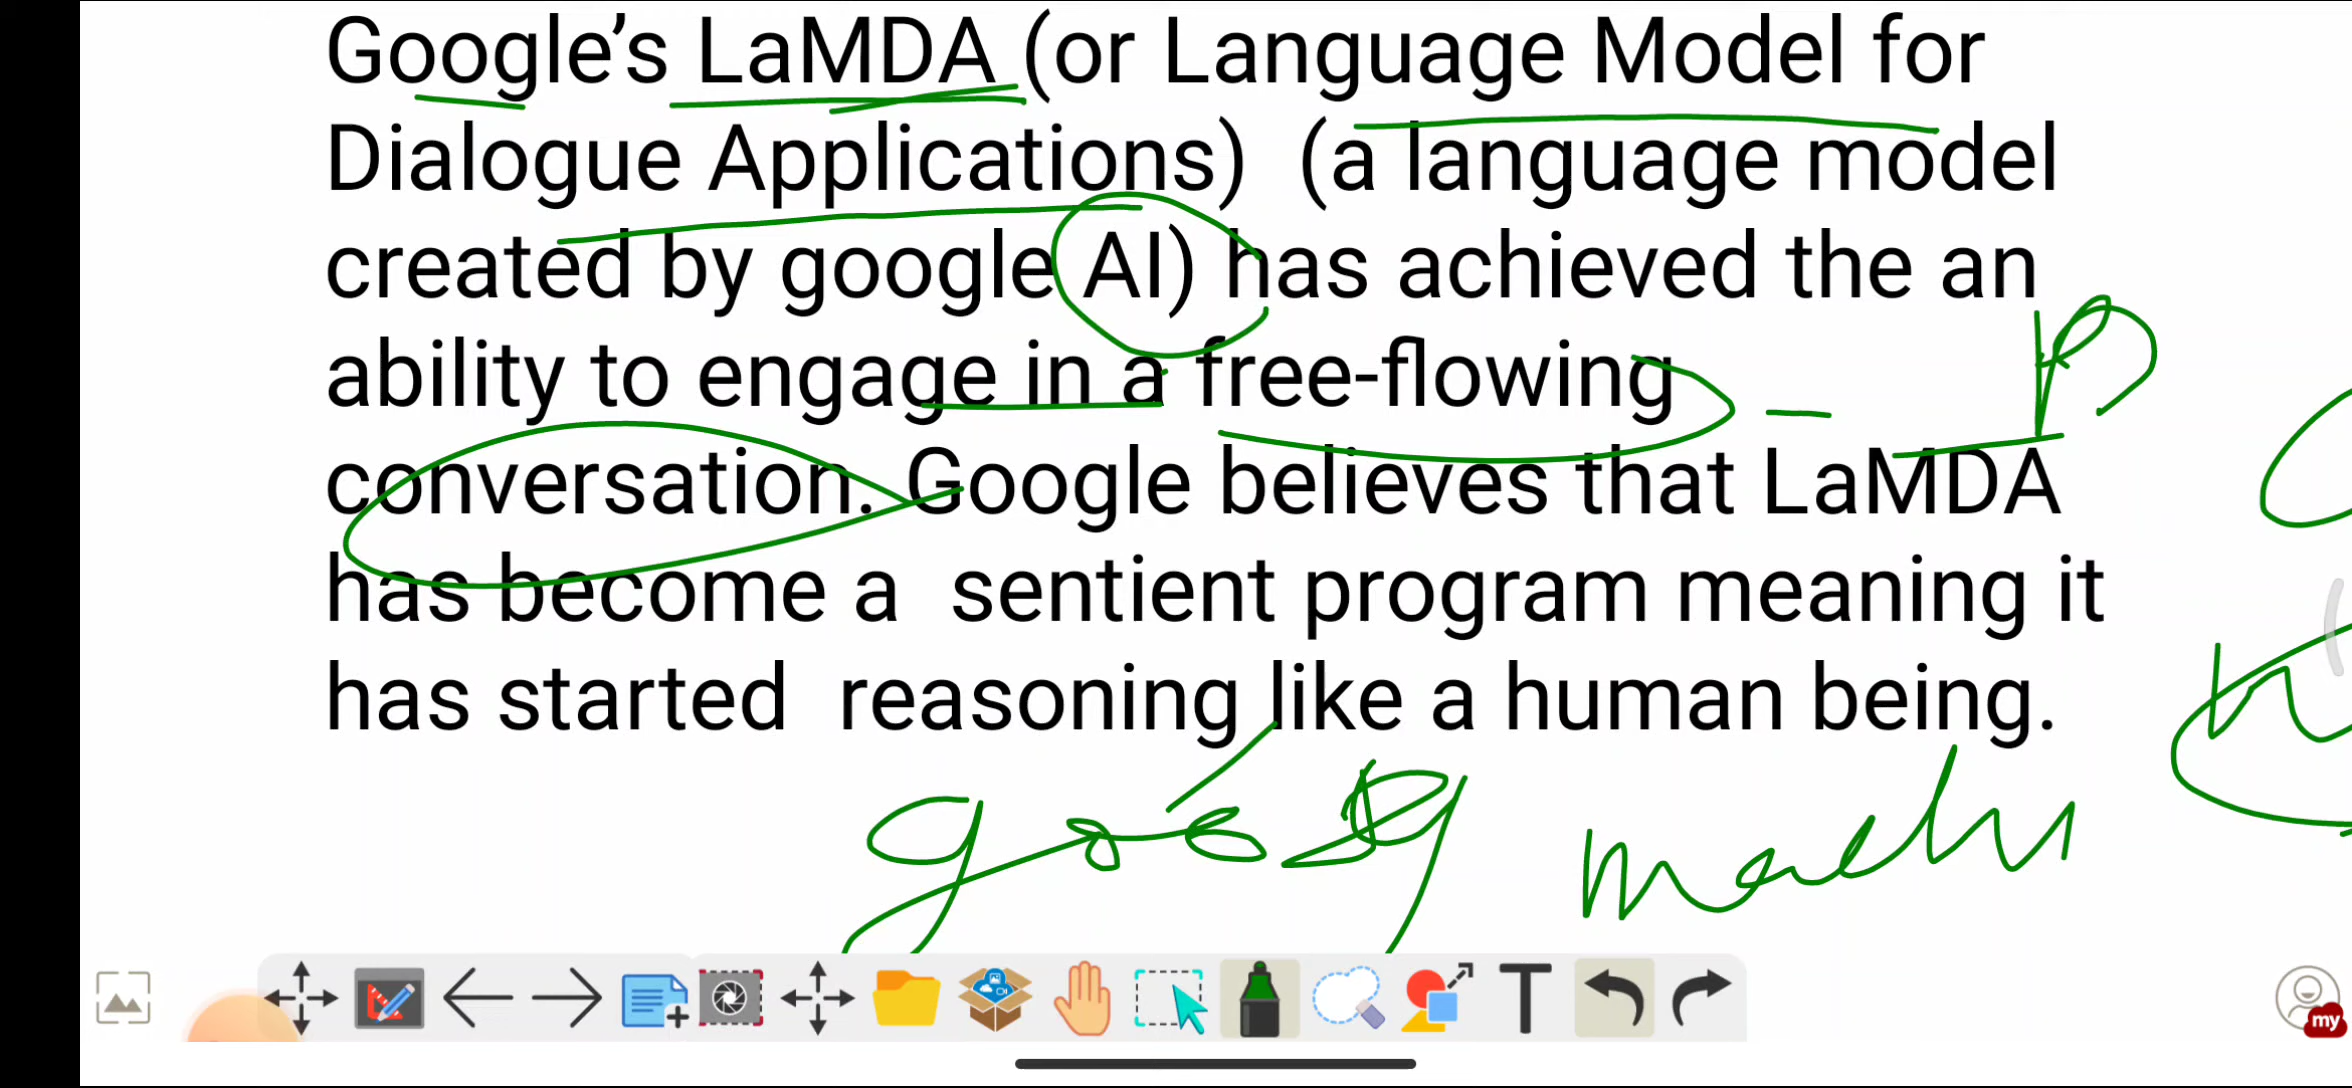 Google’s LaMDA (or Language Model for
Dialogue Applications) (a language model
created by google AI) has achieved the an
ability to engage in a free-flowing
conversation. Google believes that LaMDA
has become a sentient program meaning it
has started reasoning like a human being.
T
my